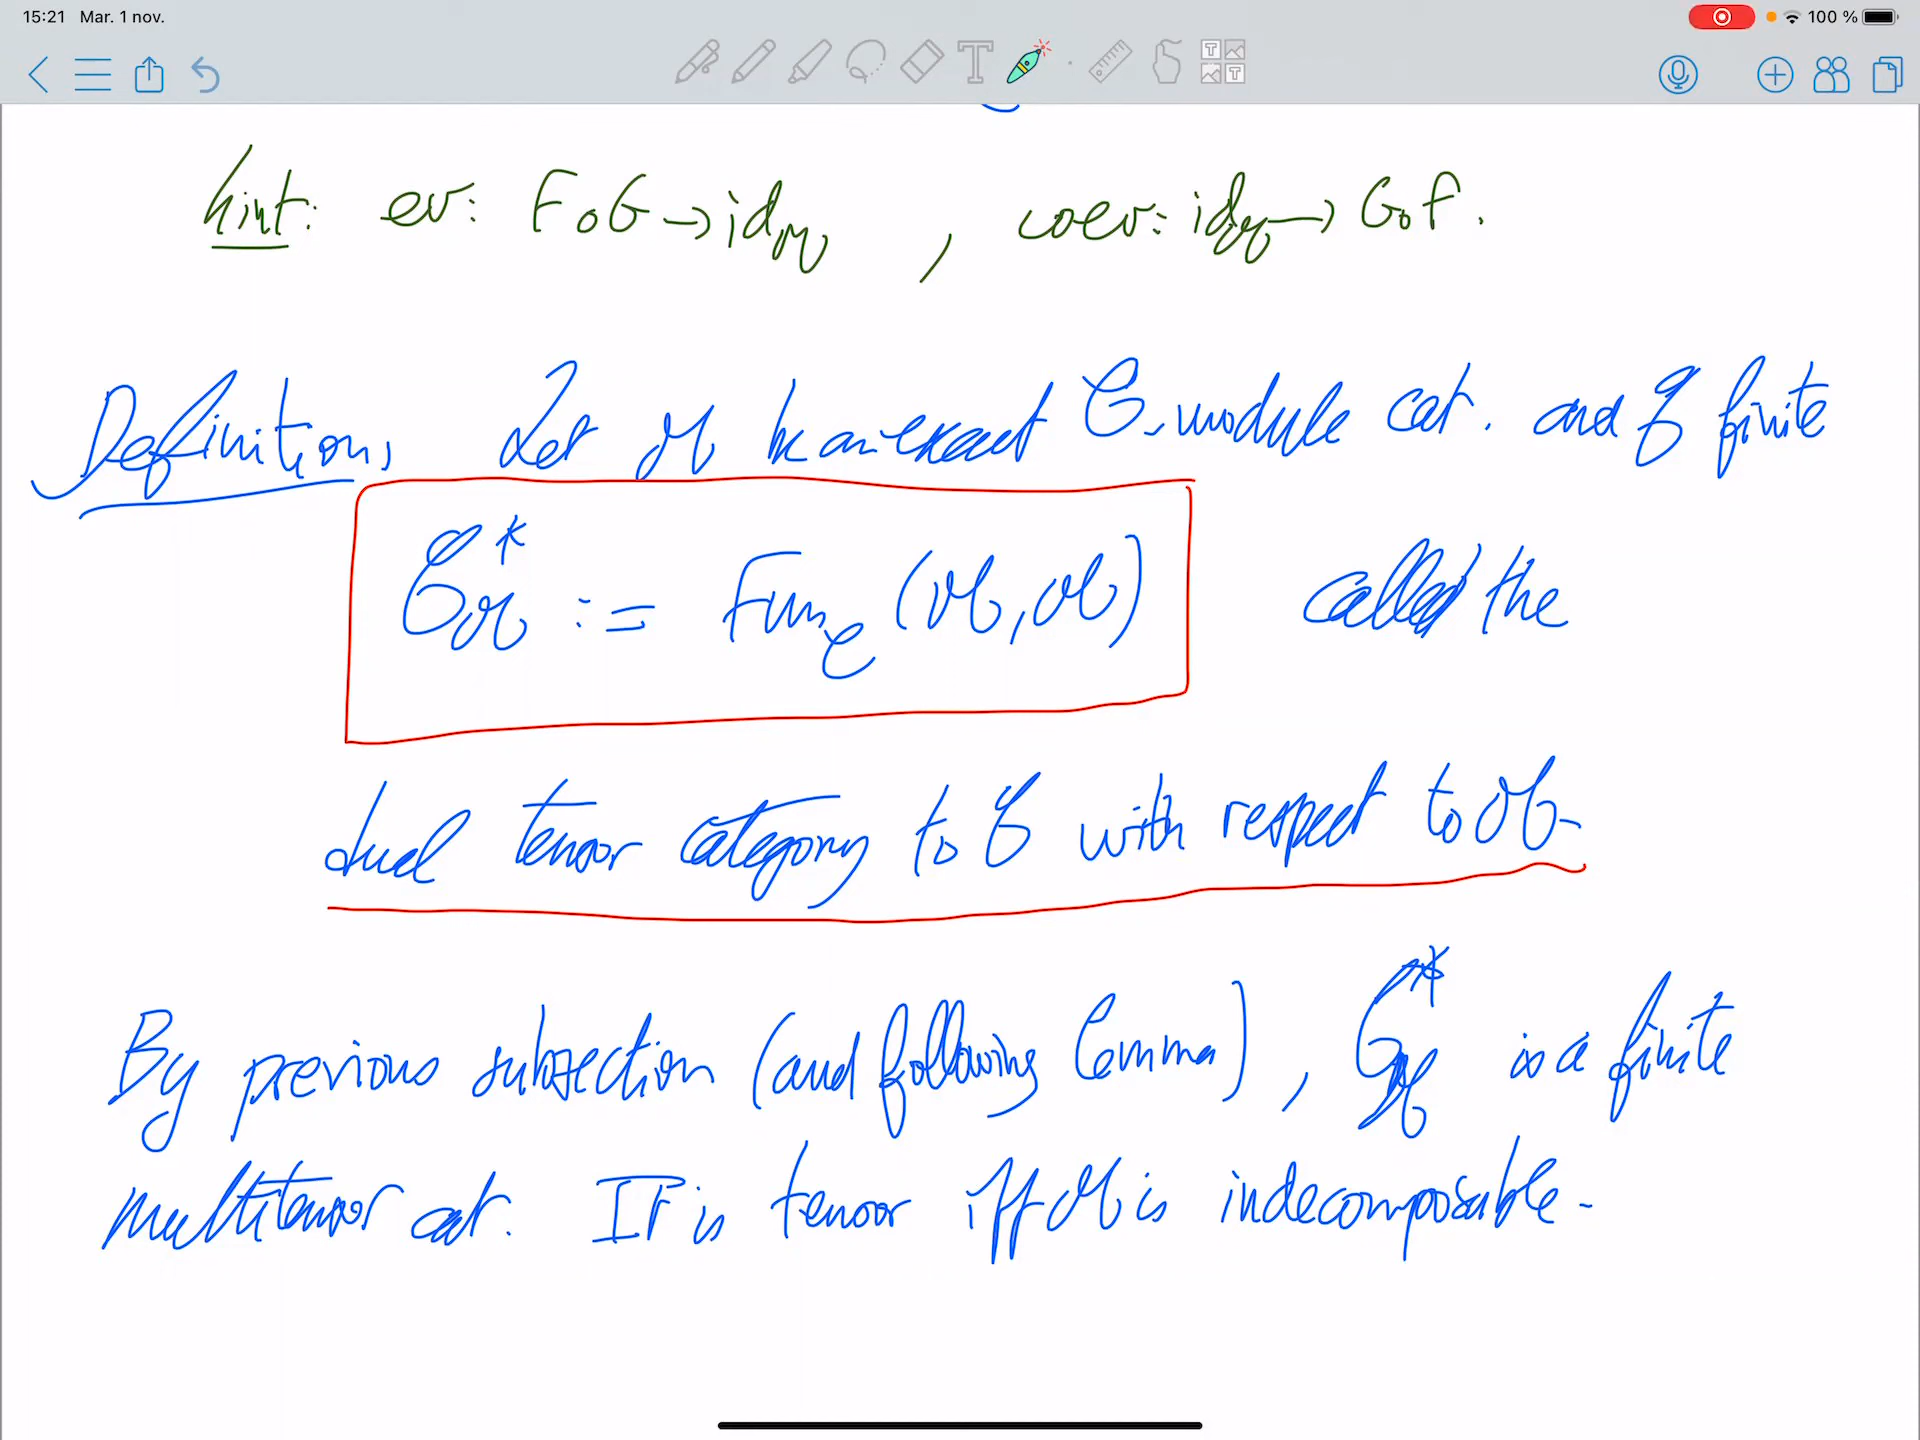 15:21 Mar. 1 nov. 100 %
hint: ev: F∘G → id_M , coev: id_M → G∘F.
Definition, Let M be an exact C-module cat. and C finite
C*_M := Fun_C (M, M) called the
dual tensor category to C with respect to M.
By previous subsection (and following Lemma), C*_M is a finite
multitensor cat. It is tensor iff M is indecomposable.